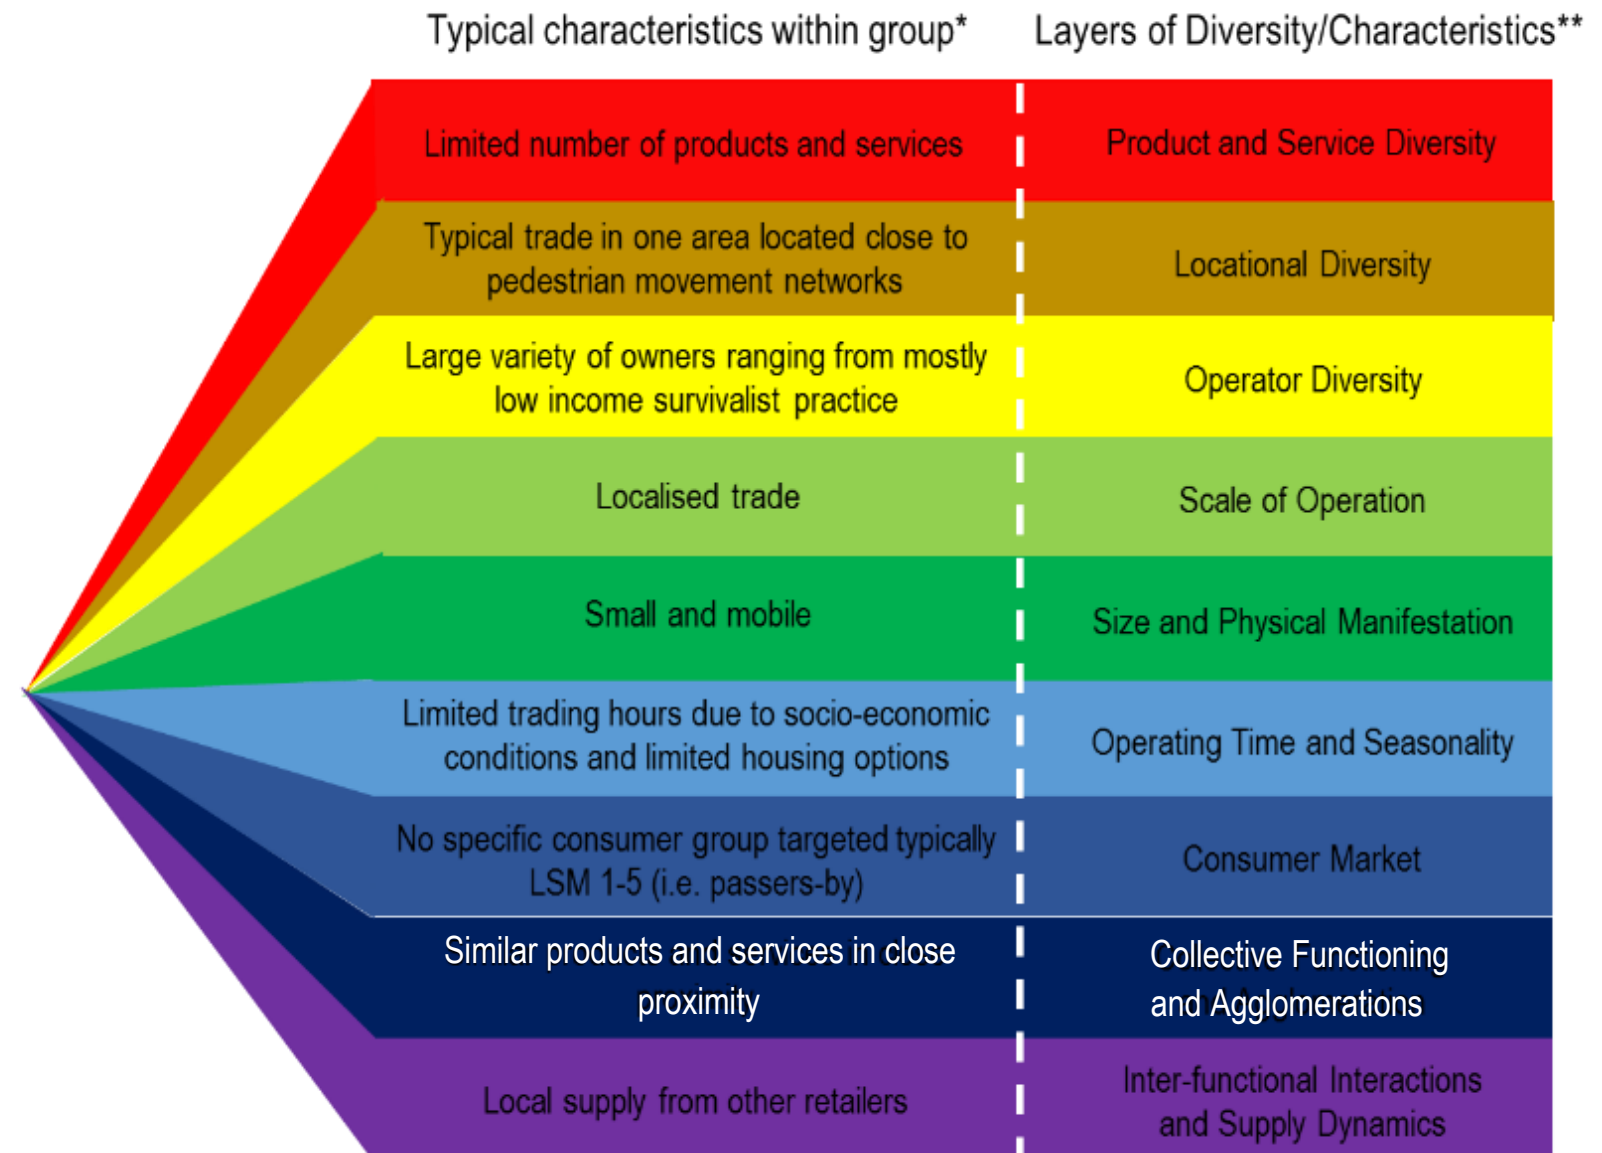 Typical characteristics within group*
Layers of Diversity/Characteristics**
Limited number of products and services
Product and Service Diversity
Typical trade in one area located close to
pedestrian movement networks
Locational Diversity
Large variety of owners ranging from mostly
low income survivalist practice
Operator Diversity
Localised trade
Scale of Operation
Small and mobile
Size and Physical Manifestation
Limited trading hours due to socio-economic
conditions and limited housing options
Operating Time and Seasonality
No specific consumer group targeted typically
LSM 1-5 (i.e. passers-by)
Consumer Market
Similar products and services in close
proximity
Collective Functioning
and Agglomerations
Local supply from other retailers
Inter-functional Interactions
and Supply Dynamics